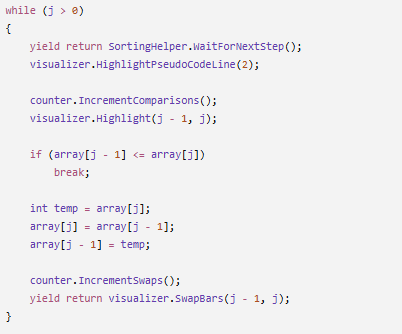 while (j > 0)
{
    yield return SortingHelper.WaitForNextStep();
    visualizer.HighlightPseudoCodeLine(2);

    counter.IncrementComparisons();
    visualizer.Highlight(j - 1, j);

    if (array[j - 1] <= array[j])
        break;

    int temp = array[j];
    array[j] = array[j - 1];
    array[j - 1] = temp;

    counter.IncrementSwaps();
    yield return visualizer.SwapBars(j - 1, j);
}